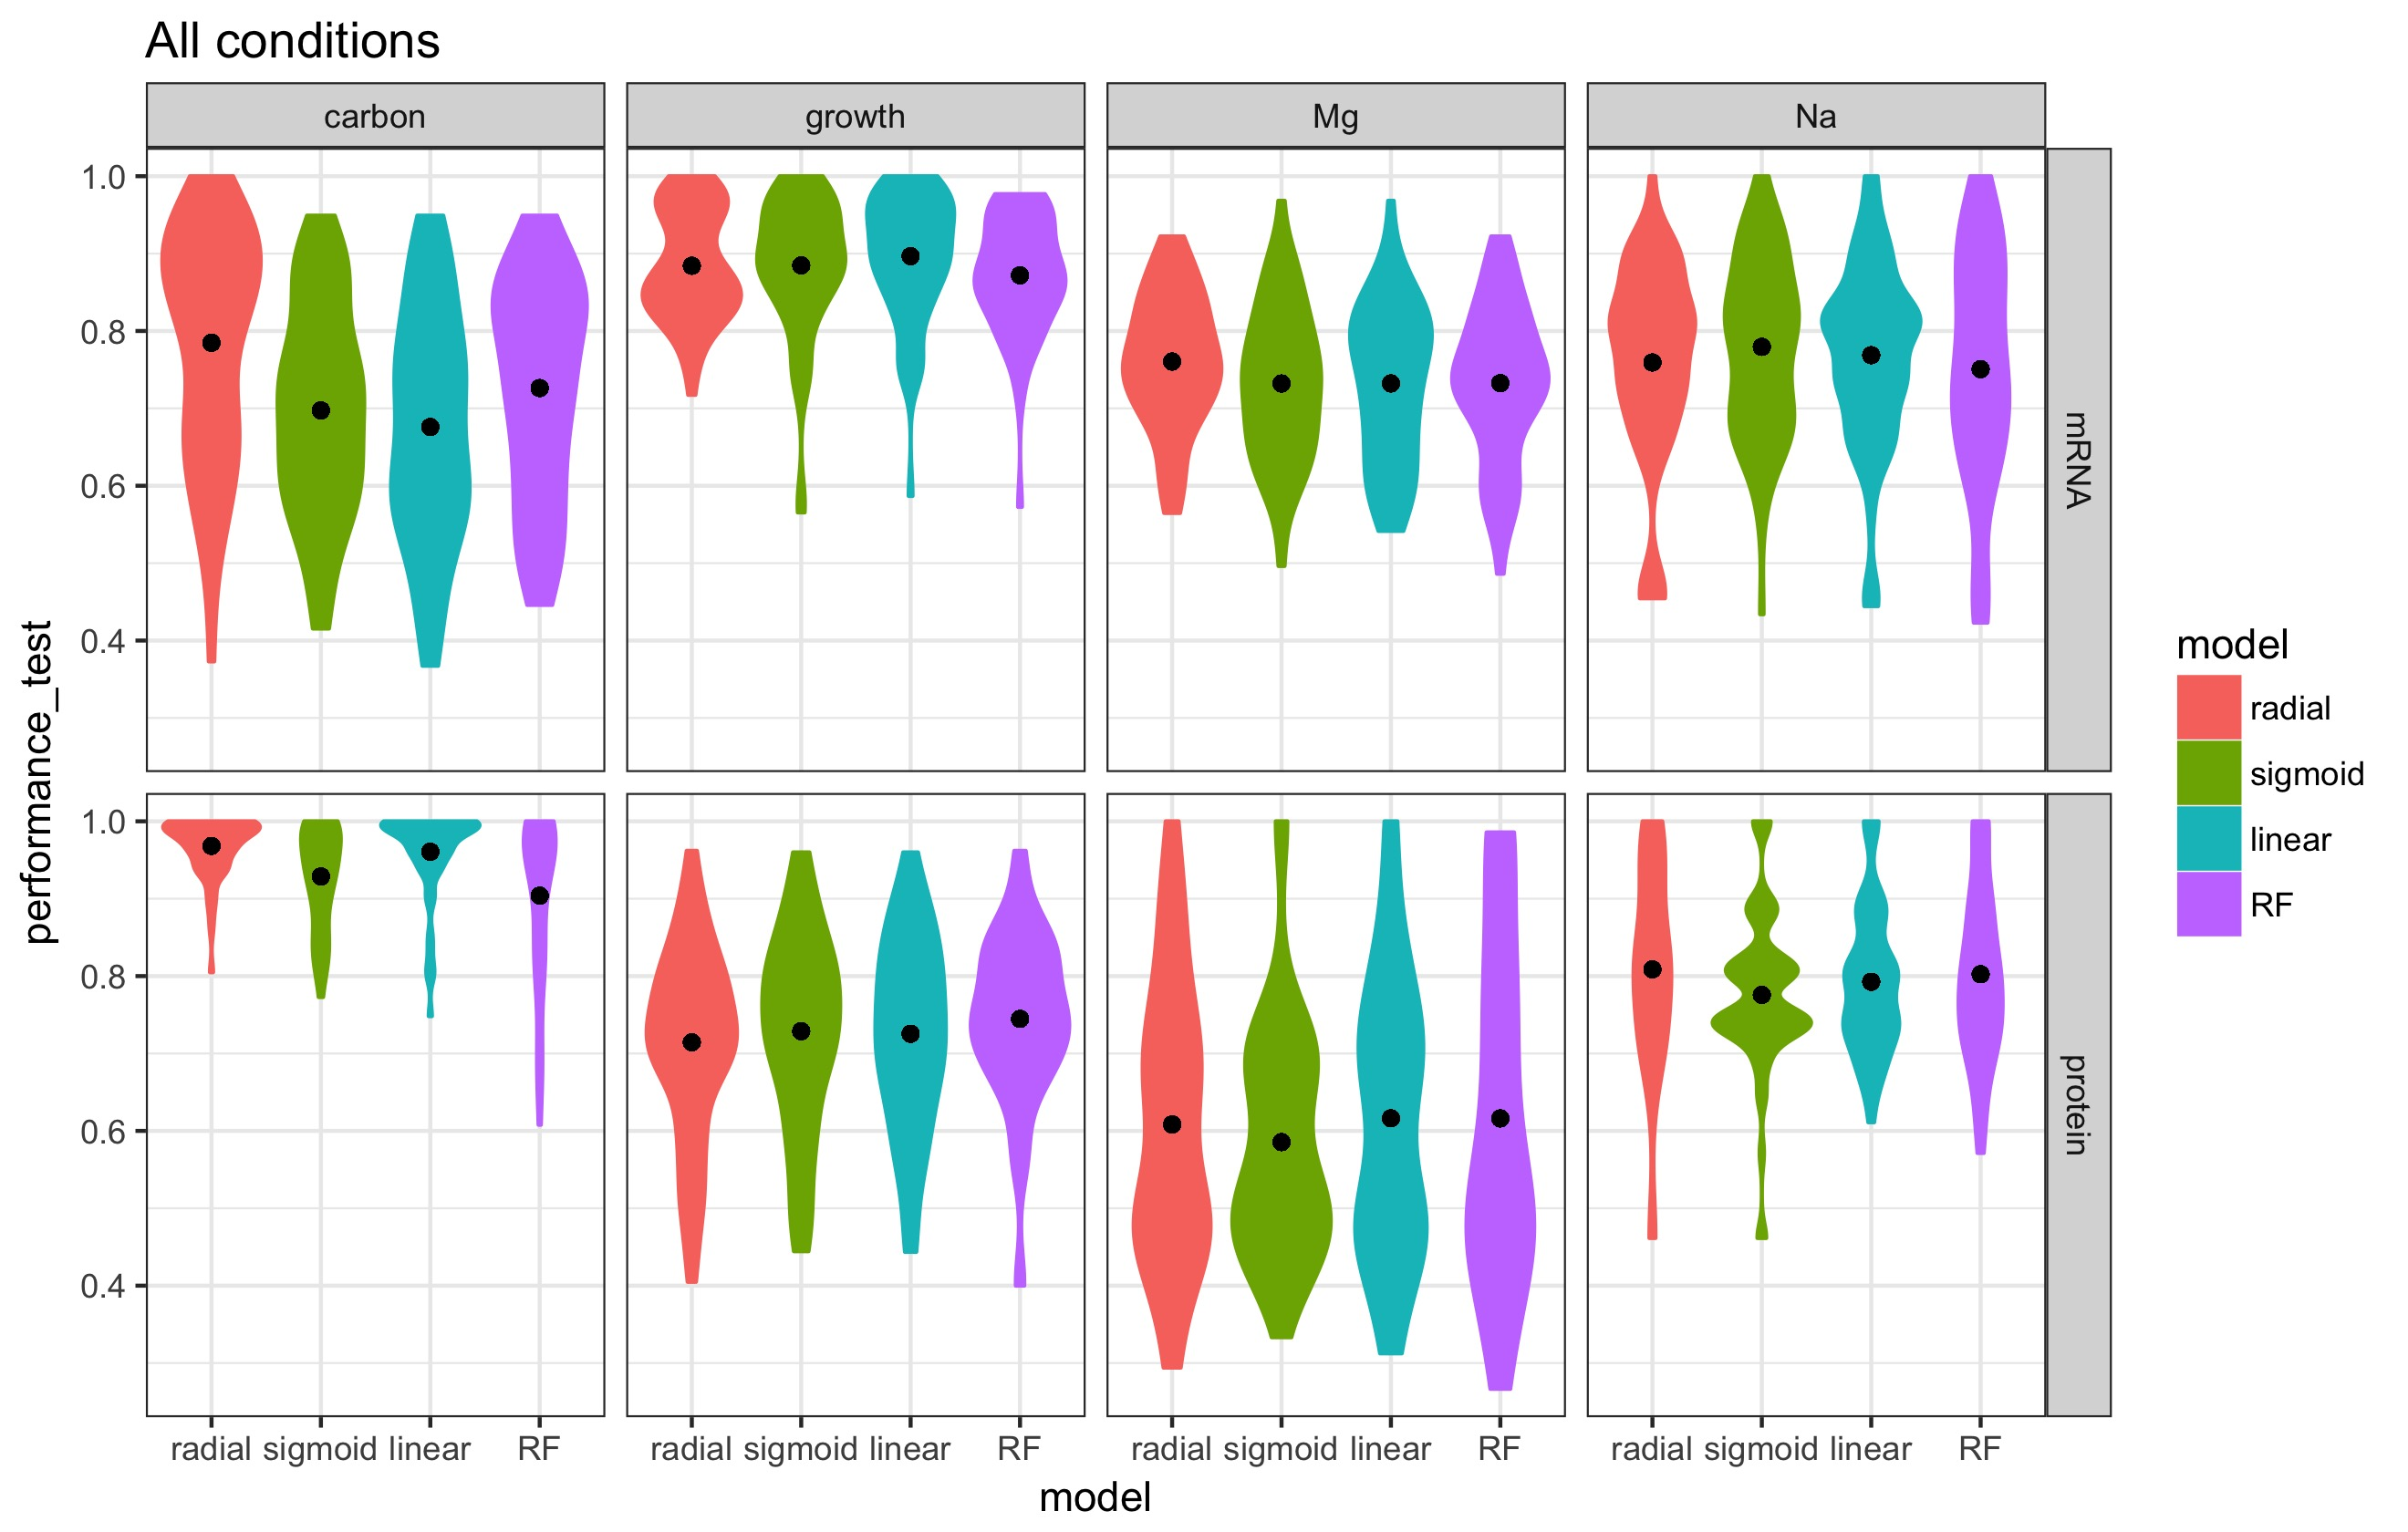 All conditions
carbon growth Mg Na
1.0
0.8
0.6
0.4
mRNA
1.0
0.8
0.6
0.4
protein
performance_test
radial sigmoid linear RF radial sigmoid linear RF radial sigmoid linear RF radial sigmoid linear RF
model
model
radial
sigmoid
linear
RF